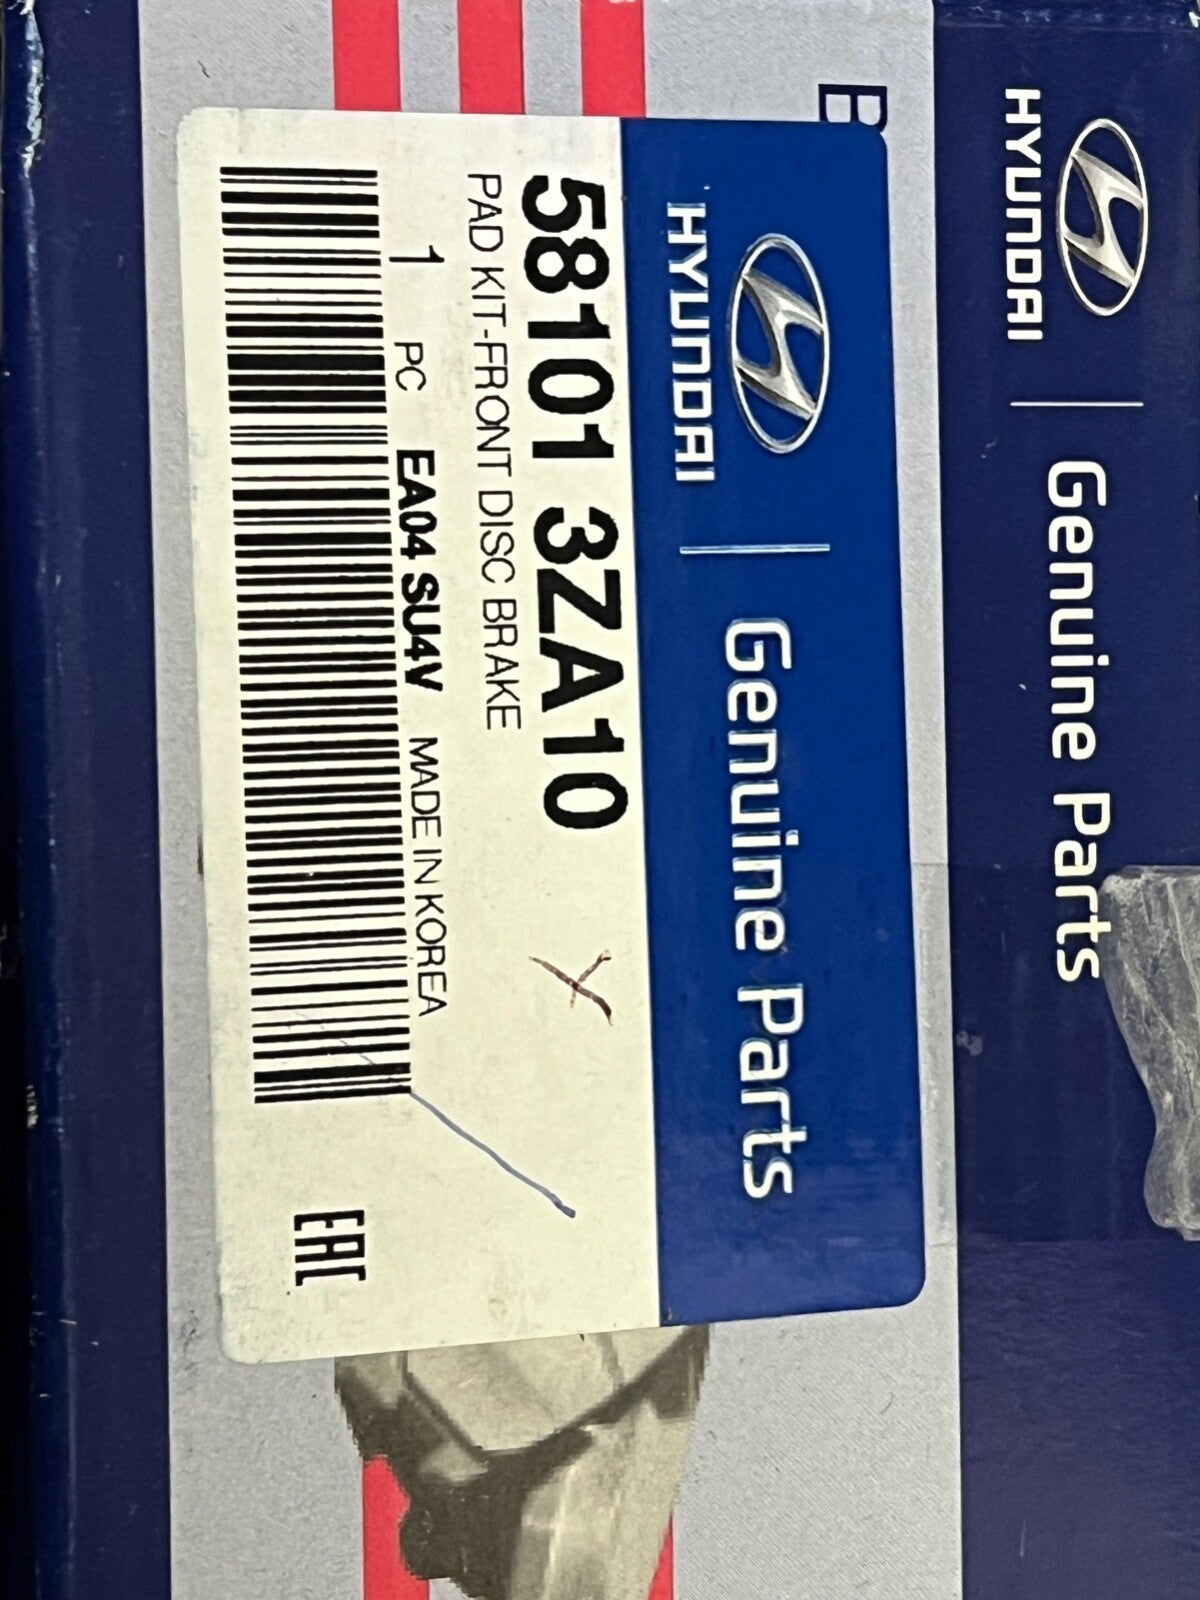 HYUNDAI | Genuine Parts
B
HYUNDAI | Genuine Parts
58101 3ZA10
PAD KIT-FRONT DISC BRAKE
1 PC EA04 SU4V MADE IN KOREA
EAC